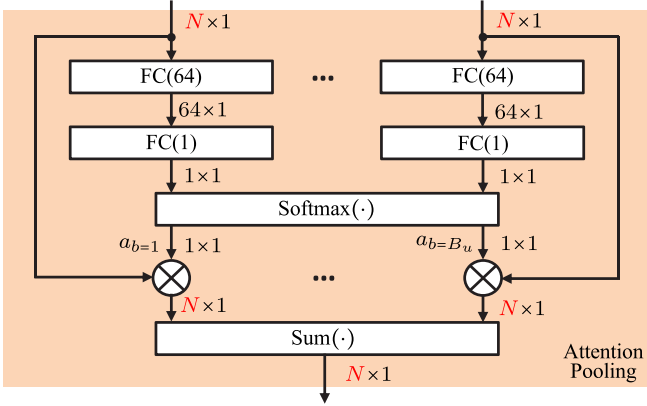 N×1 N×1
FC(64) ... FC(64)
64×1 64×1
FC(1) FC(1)
1×1 1×1
Softmax(·)
a_{b=1} 1×1 a_{b=B_u} 1×1
...
N×1 N×1
Sum(·)
N×1
Attention
Pooling